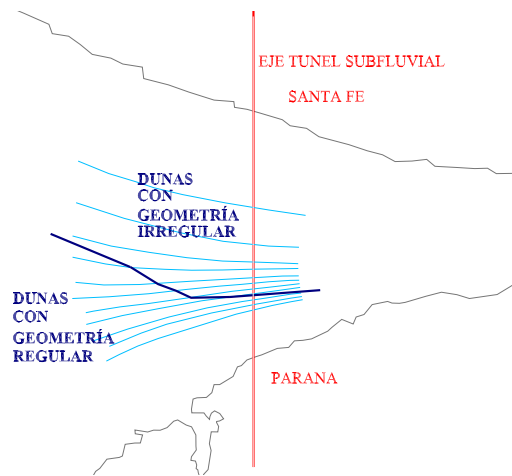 EJE TUNEL SUBFLUVIAL
SANTA FE
DUNAS
CON
GEOMETRÍA
IRREGULAR
DUNAS
CON
GEOMETRÍA
REGULAR
PARANA